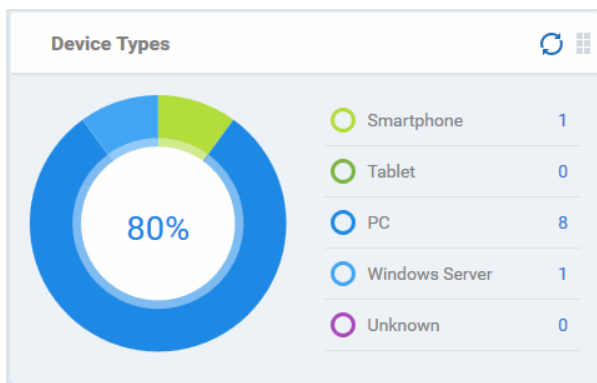 Device Types
80%
Smartphone 1
Tablet 0
PC 8
Windows Server 1
Unknown 0